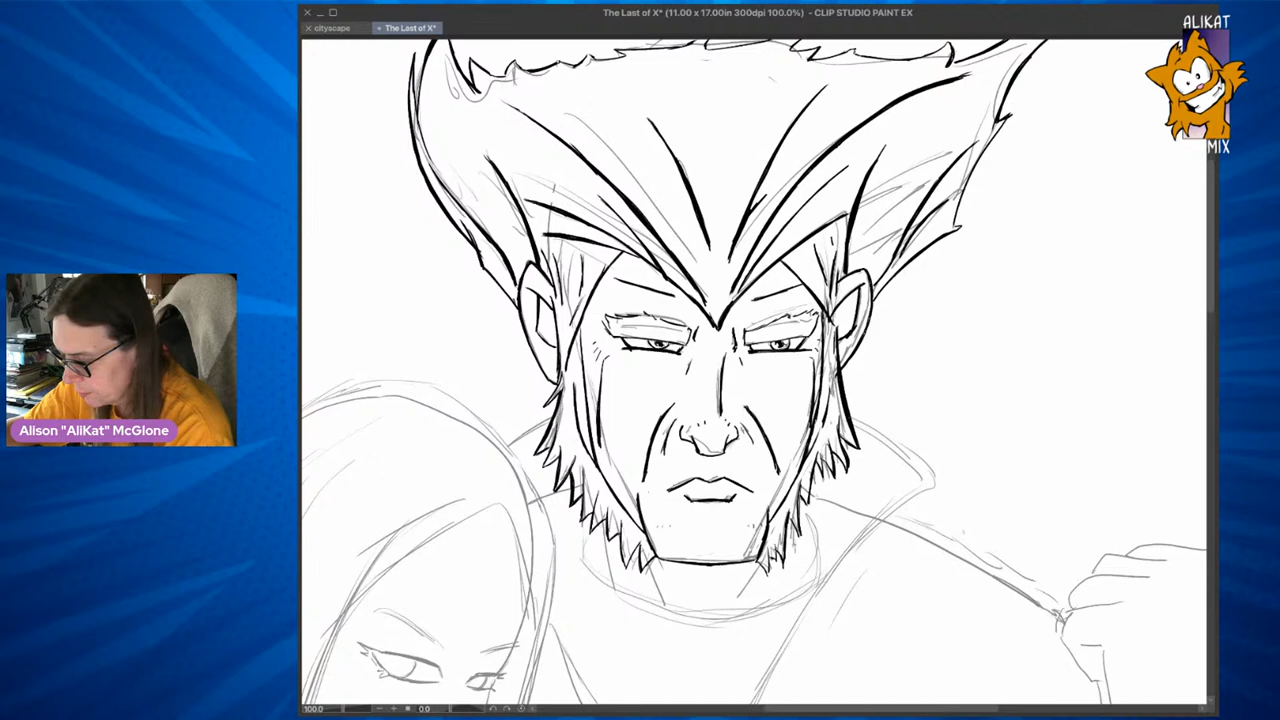 The Last of X* (11.00 x 17.00in 300dpi 100.0%) - CLIP STUDIO PAINT EX
cityscape
The Last of X*
ALIKAT
MIX
Alison "AliKat" McGlone
100.0
0.0